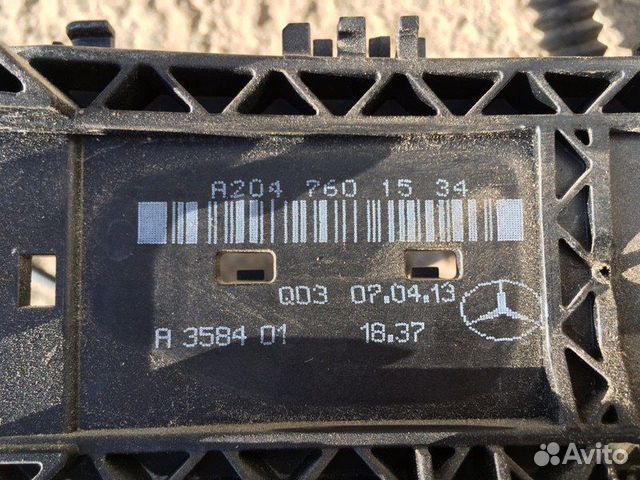 A204 760 15 34
QD3 07.04.13
A 3584 01 18.37
Avito